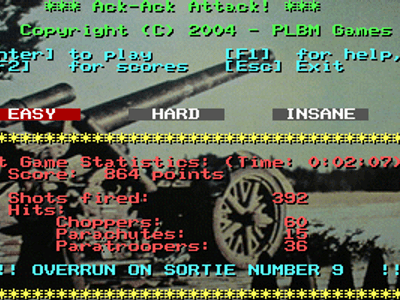 *** Ack-Ack Attack! ***
Copyright (C) 2004 - PLBM Games
nter] to play [F1] for help,
F2] for scores [Esc] Exit
EASY HARD INSANE
t Game Statistics: (Time: 0:02:07)
Score: 864 points
Shots fired: 392
Hits:
Choppers: 60
Parachutes: 15
Paratroopers: 36
!! OVERRUN ON SORTIE NUMBER 9 !!